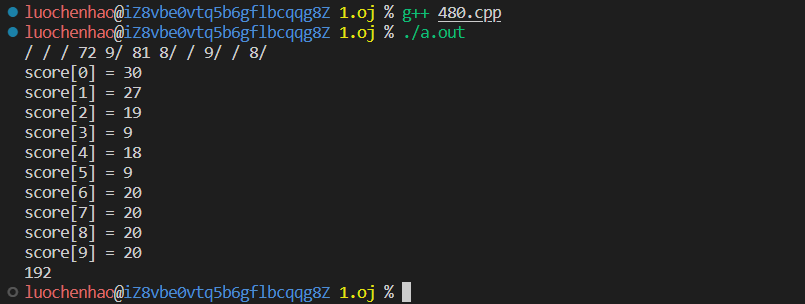 luochenhao@iZ8vbe0vtq5b6gflbcqqg8Z 1.oj % g++ 480.cpp
luochenhao@iZ8vbe0vtq5b6gflbcqqg8Z 1.oj % ./a.out
/ / / 72 9/ 81 8/ / 9/ / 8/
score[0] = 30
score[1] = 27
score[2] = 19
score[3] = 9
score[4] = 18
score[5] = 9
score[6] = 20
score[7] = 20
score[8] = 20
score[9] = 20
192
luochenhao@iZ8vbe0vtq5b6gflbcqqg8Z 1.oj %